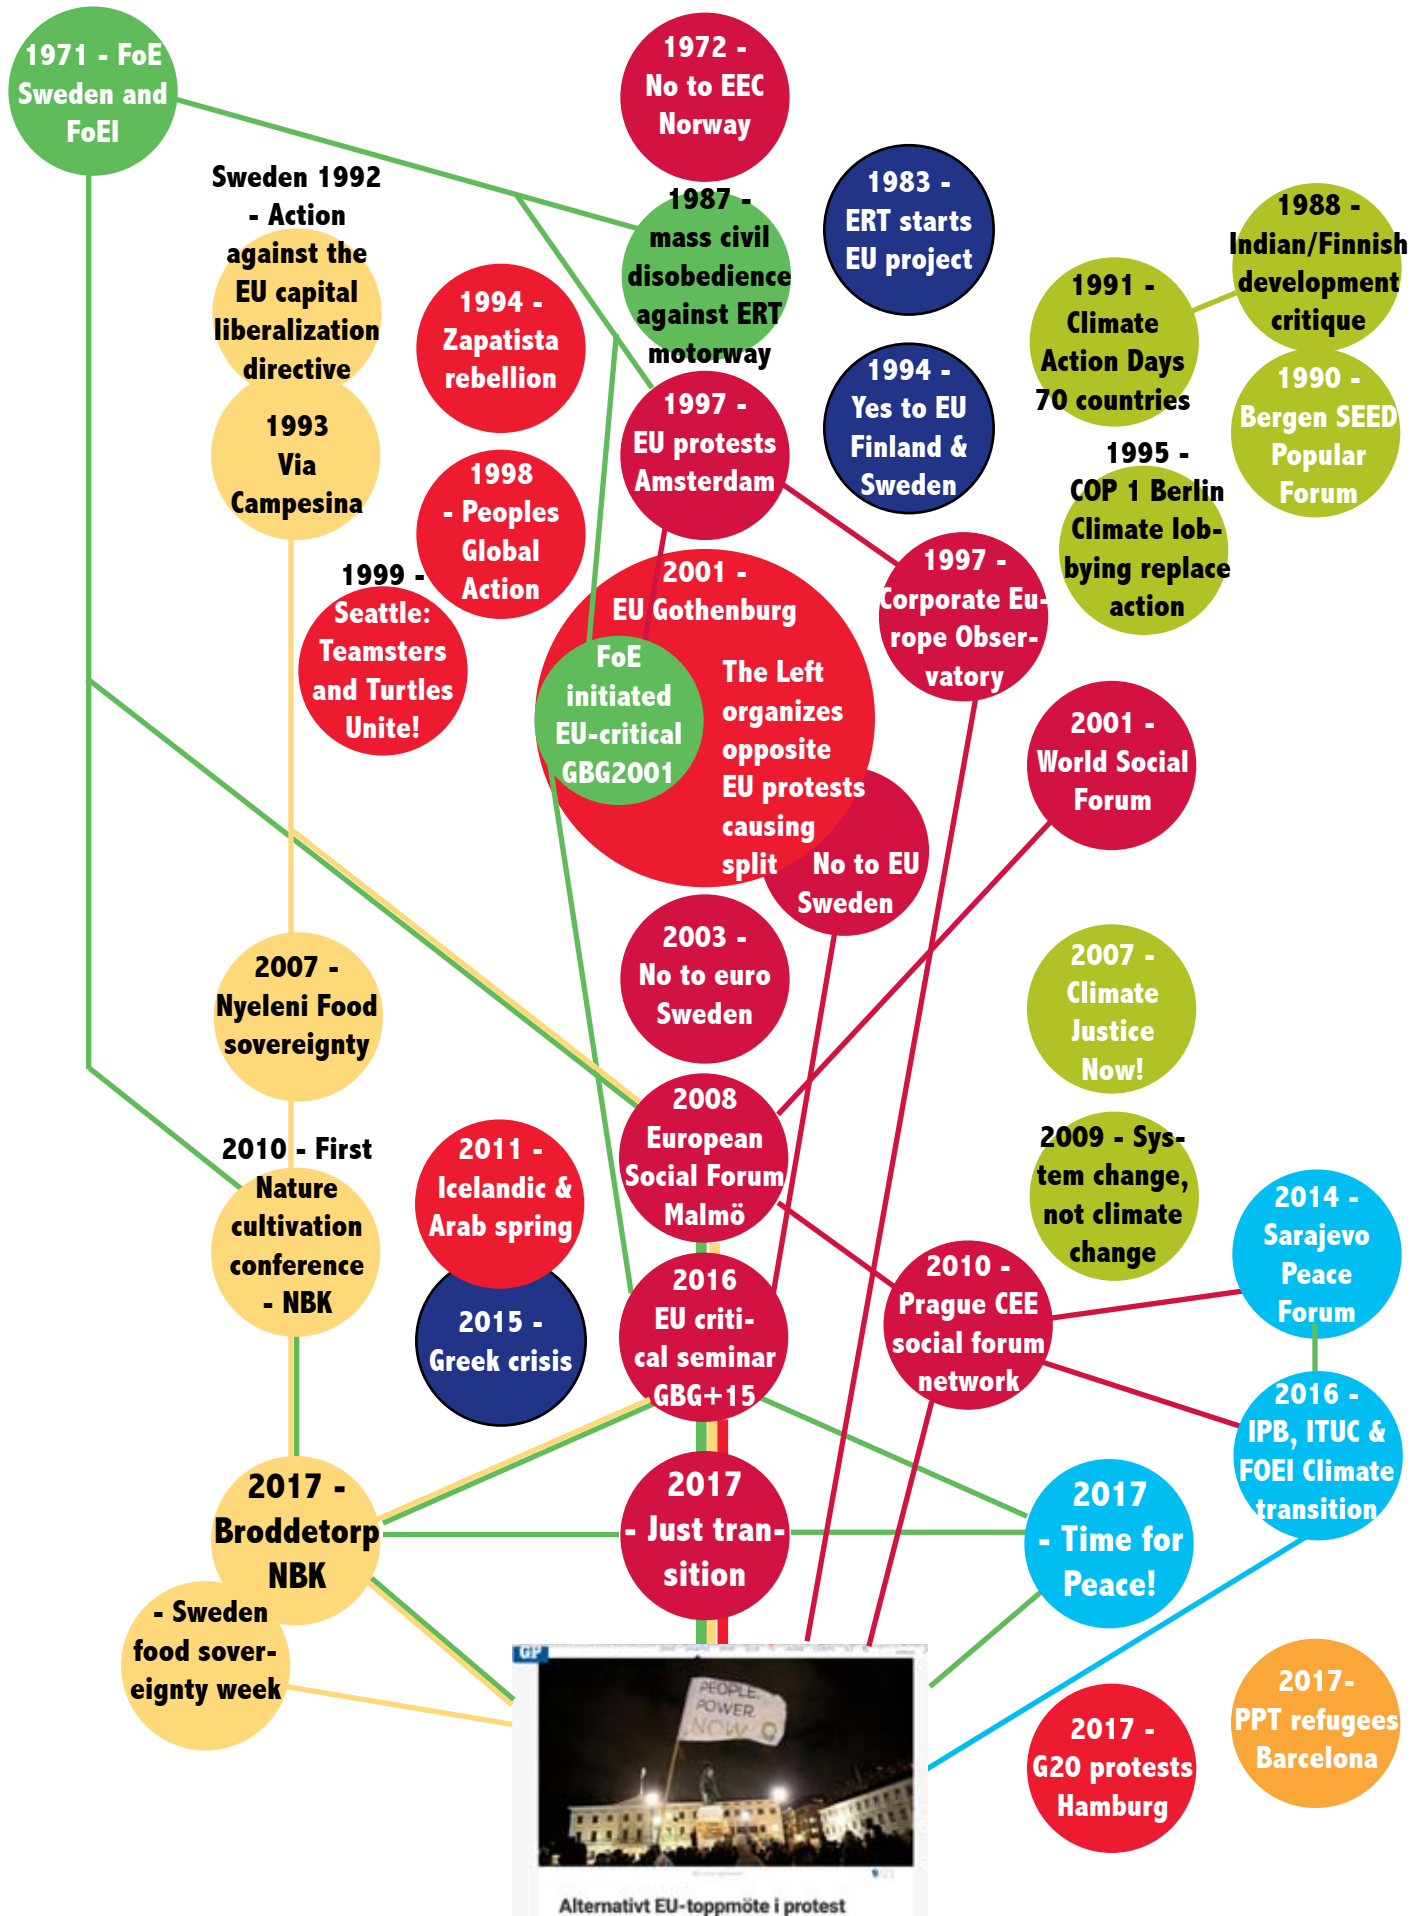 1971 - FoE
Sweden and
FoEI
1972 -
No to EEC
Norway
Sweden 1992
- Action
against the
EU capital
liberalization
directive
1987 -
mass civil
disobedience
against ERT
motorway
1983 -
ERT starts
EU project
1988 -
Indian/Finnish
development
critique
1994 -
Zapatista
rebellion
1991 -
Climate
Action Days
70 countries
1993
Via
Campesina
1997 -
EU protests
Amsterdam
1994 -
Yes to EU
Finland &
Sweden
1990 -
Bergen SEED
Popular
Forum
1998
- Peoples
Global
Action
1995 -
COP 1 Berlin
Climate lob-
bying replace
action
1999 -
Seattle:
Teamsters
and Turtles
Unite!
2001 -
EU Gothenburg
FoE
initiated
EU-critical
GBG2001
The Left
organizes
opposite
EU protests
causing
split
No to EU
Sweden
1997 -
Corporate Eu-
rope Obser-
vatory
2001 -
World Social
Forum
2003 -
No to euro
Sweden
2007 -
Nyeleni Food
sovereignty
2007 -
Climate
Justice
Now!
2008
European
Social Forum
Malmö
2010 - First
Nature
cultivation
conference
- NBK
2011 -
Icelandic &
Arab spring
2009 - Sys-
tem change,
not climate
change
2014 -
Sarajevo
Peace
Forum
2015 -
Greek crisis
2016
EU criti-
cal seminar
GBG+15
2010 -
Prague CEE
social forum
network
2016 -
IPB, ITUC &
FOEI Climate
transition
2017 -
Broddetorp
NBK
2017
- Just tran-
sition
2017
- Time for
Peace!
- Sweden
food sover-
eignty week
GP
PEOPLE
POWER
NOW
2017 -
G20 protests
Hamburg
2017-
PPT refugees
Barcelona
Alternativt EU-toppmöte i protest